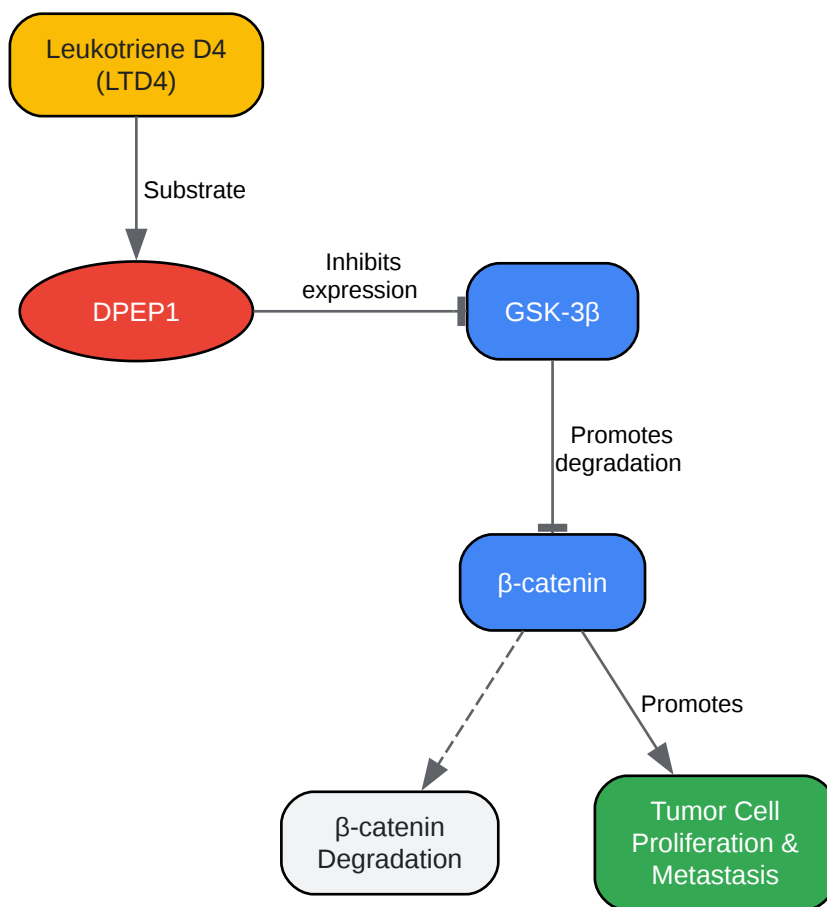 Leukotriene D4
(LTD4)
Substrate
DPEP1
Inhibits
expression
GSK-3β
Promotes
degradation
β-catenin
Promotes
β-catenin
Degradation
Tumor Cell
Proliferation &
Metastasis